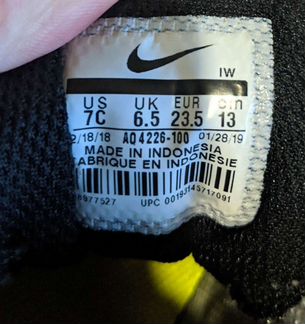 IW
US UK EUR cm
7C 6.5 23.5 13
2/18/18 AQ4226-100 01/28/19
MADE IN INDONESIA
FABRIQUE EN INDONESIE
8977527 UPC